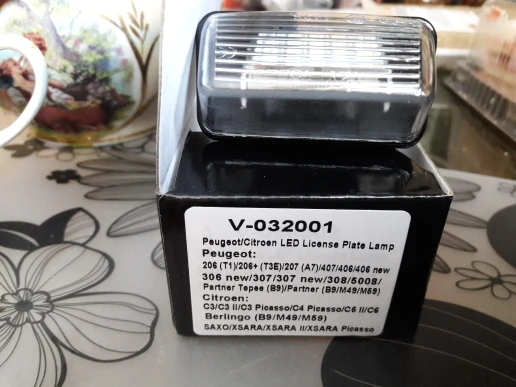 V-032001
Peugeot/Citroen LED License Plate Lamp
Peugeot:
206 (T1)/206+ (T3E)/207 (A7)/407/406/406 new
306 new/307/307 new/308/5008/
Partner Tepee (B9)/Partner (B9/M49/M59)
Citroen:
C3/C3 II/C3 Picasso/C4 Picasso/C5 II/C6
Berlingo (B9/M49/M59)
SAXO/XSARA/XSARA II/XSARA Picasso